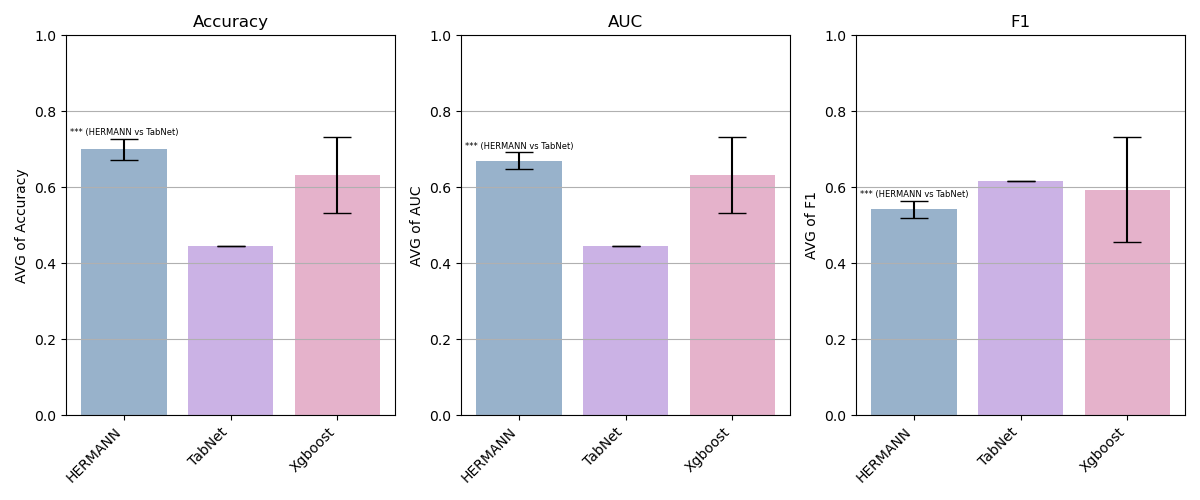 Accuracy
AVG of Accuracy
1.0
0.8
0.6
0.4
0.2
0.0
*** (HERMANN vs TabNet)
HERMANN
TabNet
Xgboost
AUC
AVG of AUC
1.0
0.8
0.6
0.4
0.2
0.0
*** (HERMANN vs TabNet)
HERMANN
TabNet
Xgboost
F1
AVG of F1
1.0
0.8
0.6
0.4
0.2
0.0
*** (HERMANN vs TabNet)
HERMANN
TabNet
Xgboost